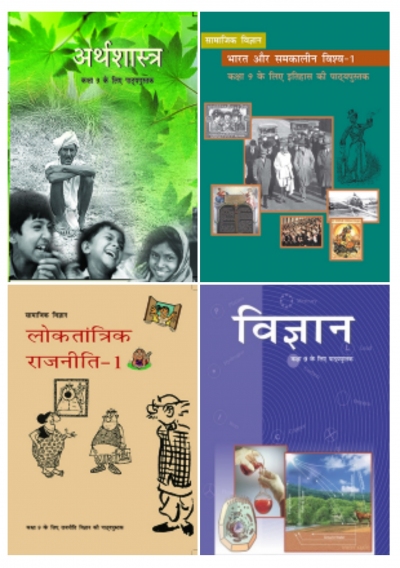 अर्थशास्त्र
कक्षा 9 के लिए पाठ्यपुस्तक
सामाजिक विज्ञान
भारत और समकालीन विश्व-1
कक्षा 9 के लिए इतिहास की पाठ्यपुस्तक
सामाजिक विज्ञान
लोकतांत्रिक
राजनीति-1
कक्षा 9 के लिए राजनीति विज्ञान की पाठ्यपुस्तक
विज्ञान
कक्षा 9 के लिए पाठ्यपुस्तक